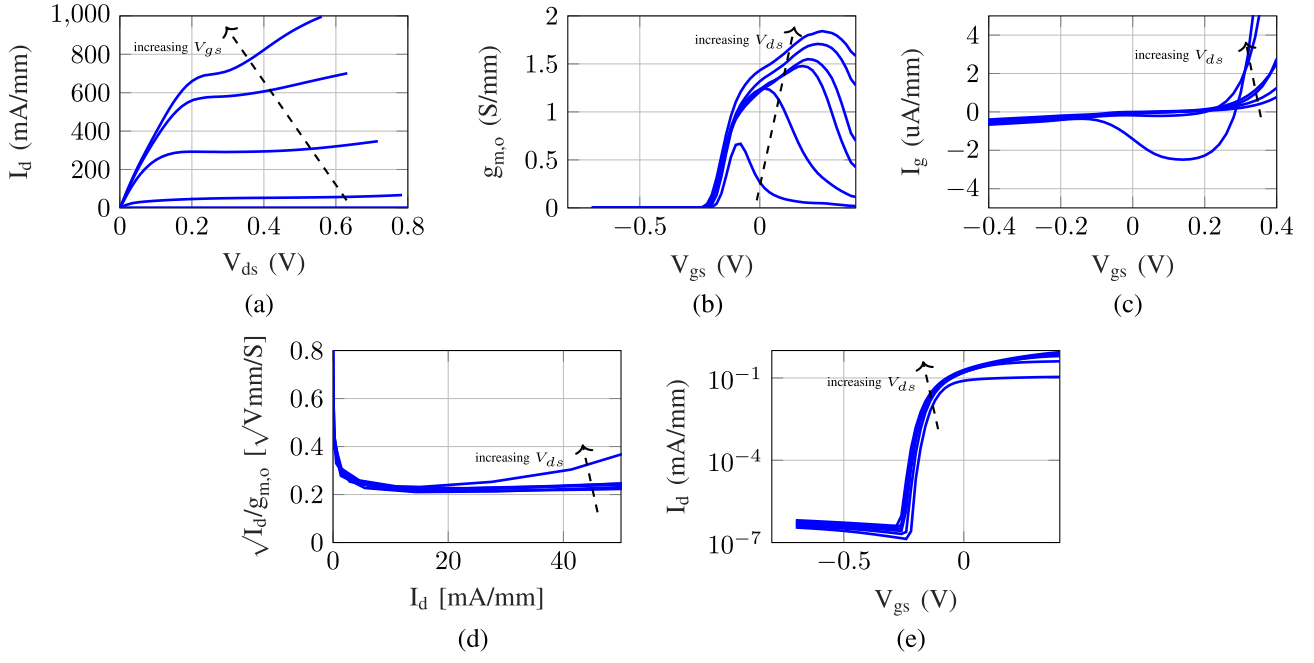 1,000
800
600
400
200
0
0 0.2 0.4 0.6 0.8
I_d (mA/mm)
V_ds (V)
increasing V_gs
(a)
2
1.5
1
0.5
0
−0.5 0
g_m,o (S/mm)
V_gs (V)
increasing V_ds
(b)
4
2
0
−2
−4
−0.4 −0.2 0 0.2 0.4
I_g (uA/mm)
V_gs (V)
increasing V_ds
(c)
0.8
0.6
0.4
0.2
0
0 20 40
√I_d/g_m,o [√Vmm/S]
I_d [mA/mm]
increasing V_ds
(d)
10^−1
10^−4
10^−7
−0.5 0
I_d (mA/mm)
V_gs (V)
increasing V_ds
(e)